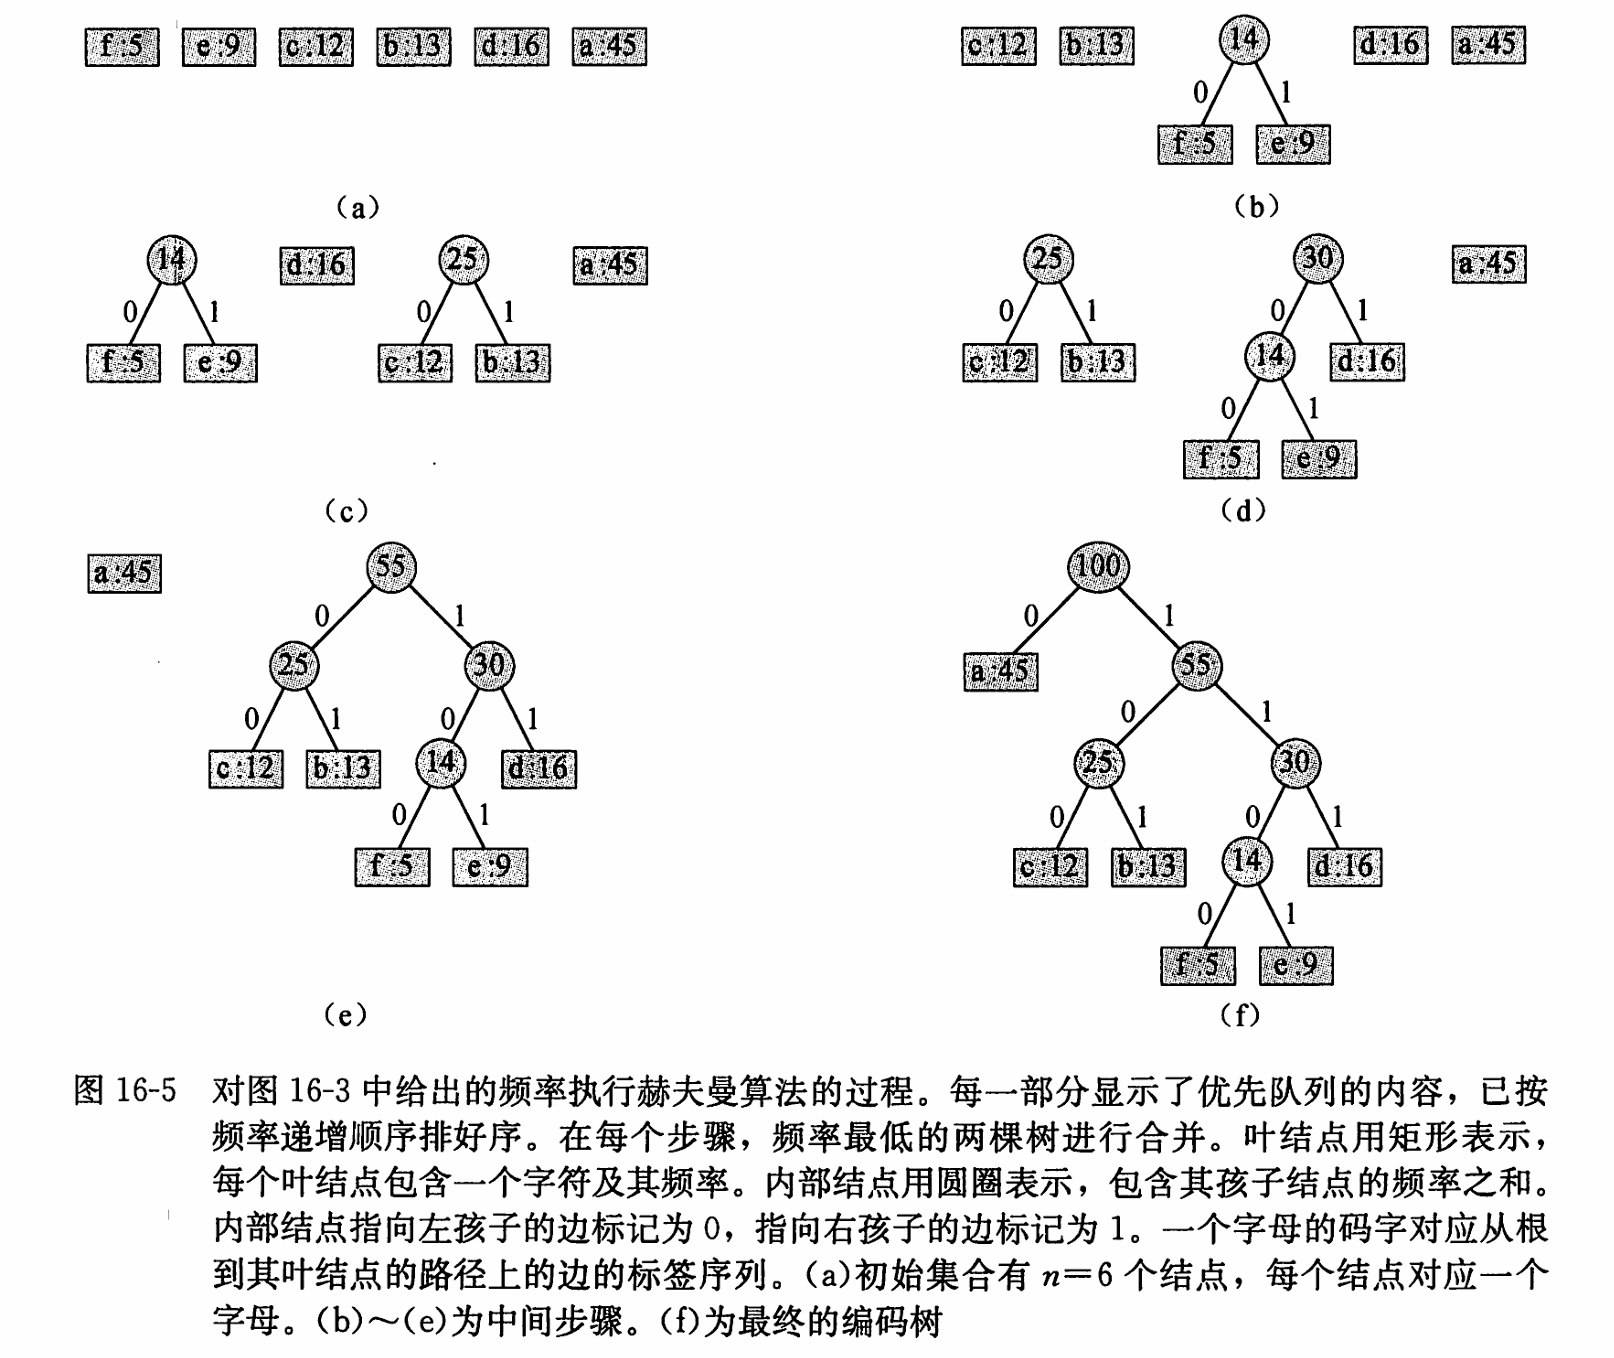 f:5 e:9 c:12 b:13 d:16 a:45
(a)
c:12 b:13 14 d:16 a:45
0 1
f:5 e:9
(b)
14 d:16 25 a:45
0 1 0 1
f:5 e:9 c:12 b:13
(c)
25 30 a:45
0 1 0 1
c:12 b:13 14 d:16
0 1
f:5 e:9
(d)
a:45 55
0 1
25 30
0 1 0 1
c:12 b:13 14 d:16
0 1
f:5 e:9
(e)
100
0 1
a:45 55
0 1
25 30
0 1 0 1
c:12 b:13 14 d:16
0 1
f:5 e:9
(f)
图 16-5 对图 16-3 中给出的频率执行赫夫曼算法的过程。每一部分显示了优先队列的内容，已按
频率递增顺序排好序。在每个步骤，频率最低的两棵树进行合并。叶结点用矩形表示，
每个叶结点包含一个字符及其频率。内部结点用圆圈表示，包含其孩子结点的频率之和。
内部结点指向左孩子的边标记为 0，指向右孩子的边标记为 1。一个字母的码字对应从根
到其叶结点的路径上的边的标签序列。(a)初始集合有 n=6 个结点，每个结点对应一个
字母。(b)～(e)为中间步骤。(f)为最终的编码树